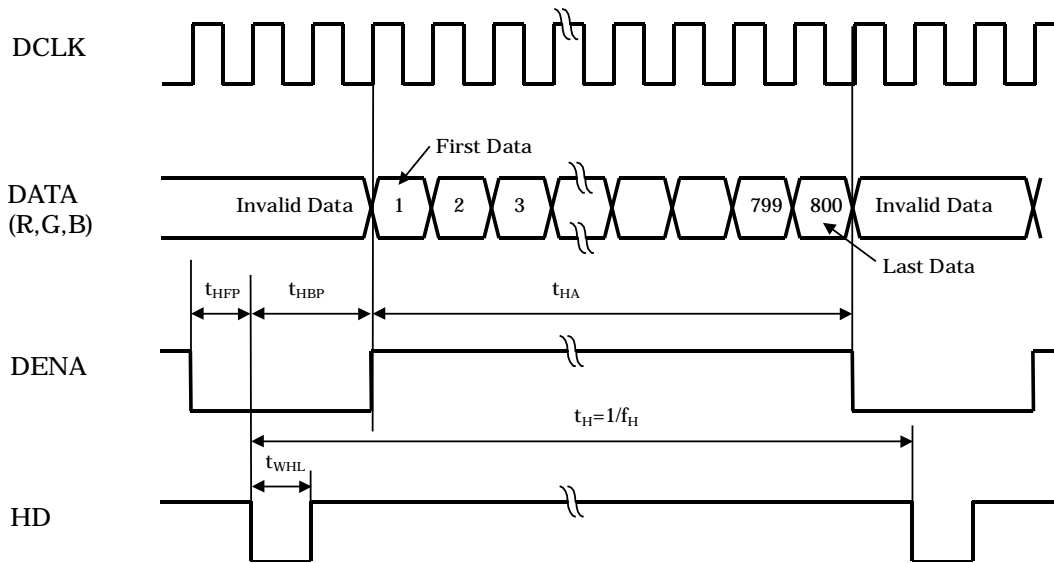 DCLK
First Data
DATA
(R,G,B)
Invalid Data 1 2 3 799 800 Invalid Data
Last Data
tHFP tHBP tHA
DENA
tH=1/fH
tWHL
HD